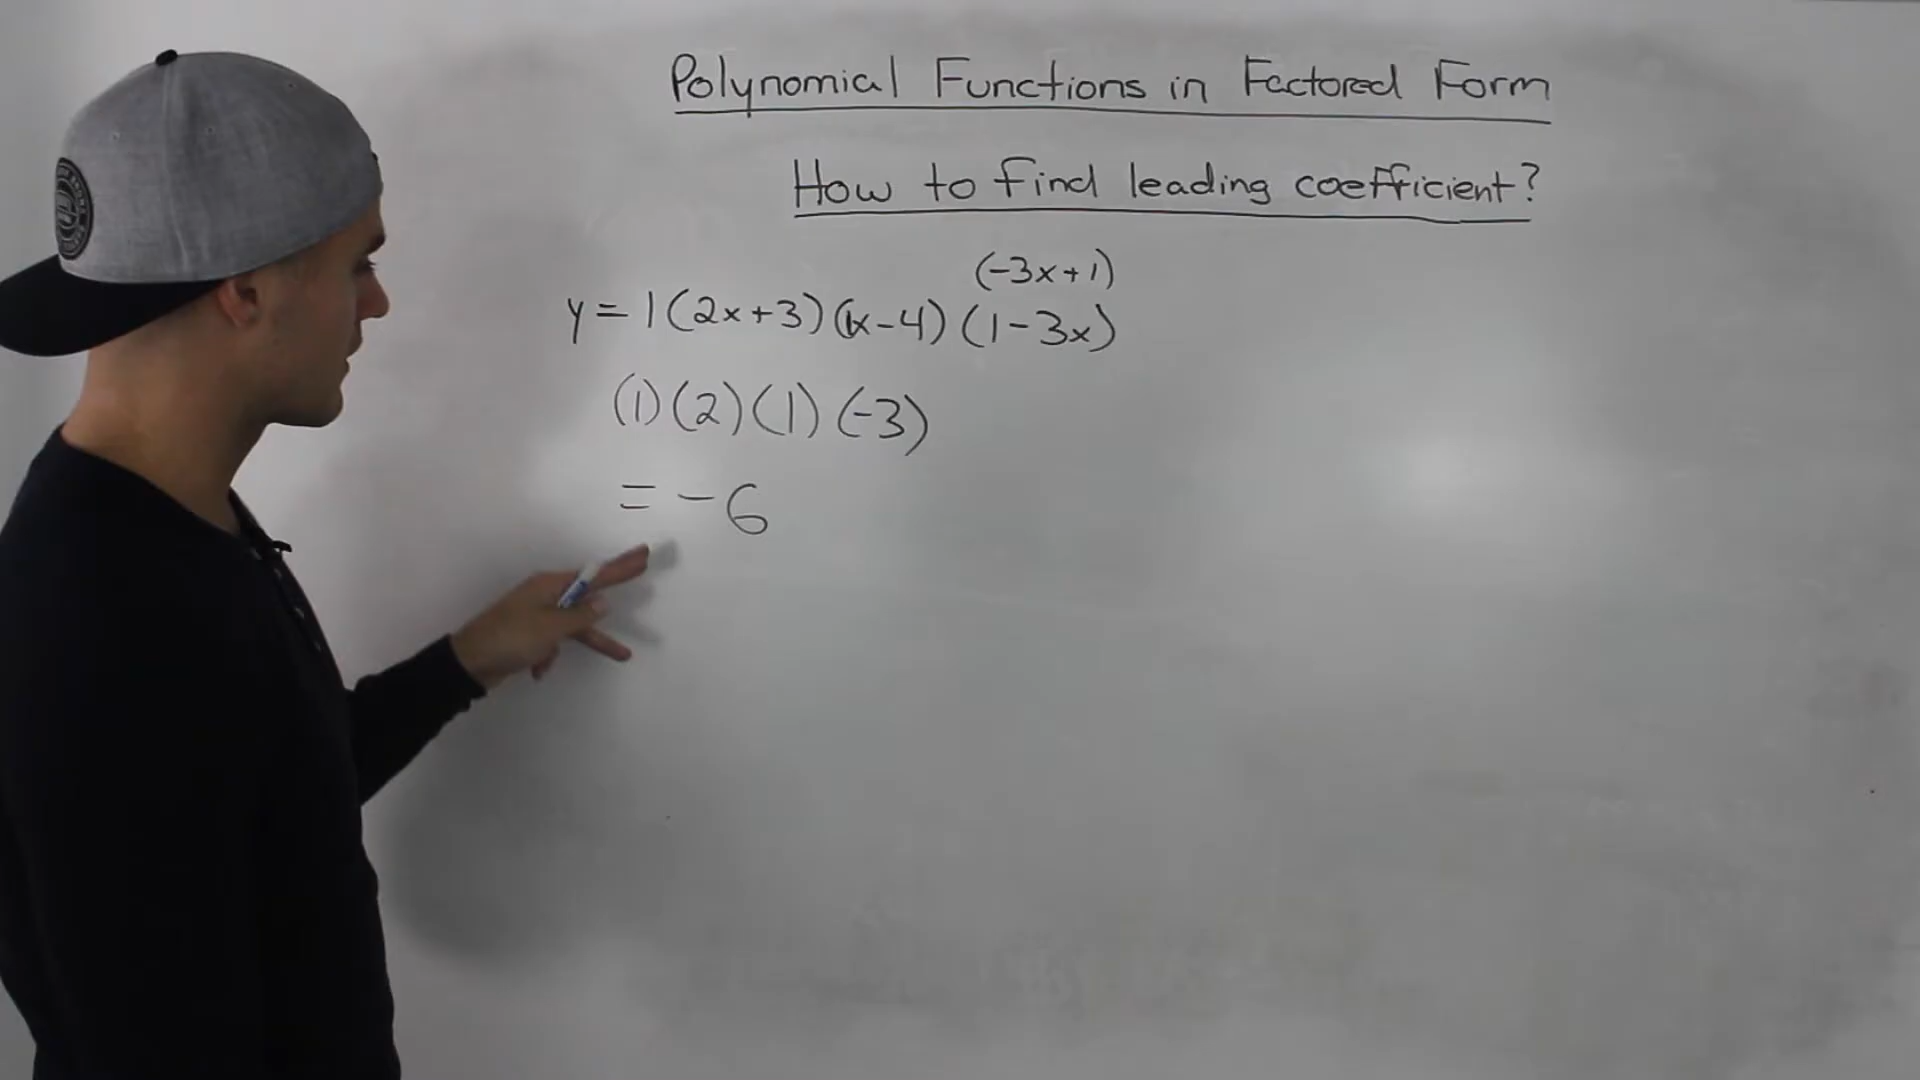 Polynomial Functions in Factored Form
How to find leading coefficient?
(-3x+1)
y = 1(2x+3)(1x-4)(1-3x)
(1)(2)(1)(-3)
= -6